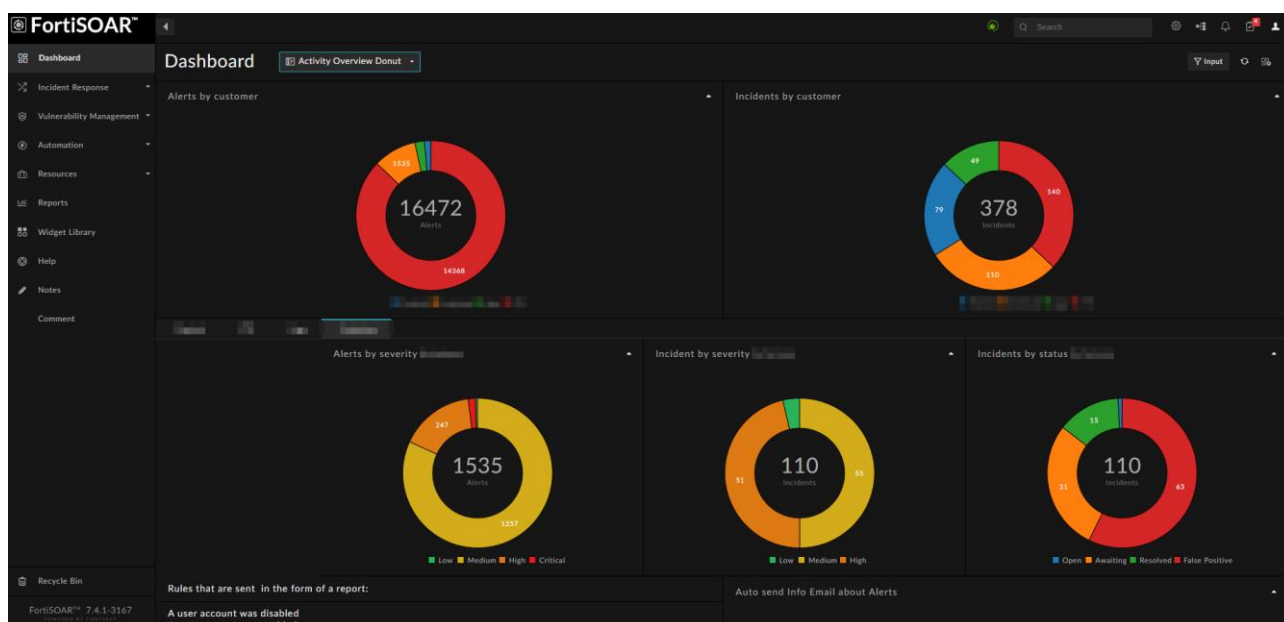 FortiSOAR™
Search
4
Dashboard
Incident Response
Vulnerability Management
Automation
Resources
Reports
Widget Library
Help
Notes
Comment
Recycle Bin
FortiSOAR™ 7.4.1-3167
POWERED BY FORTINET
Dashboard
Activity Overview Donut
Input
Alerts by customer
1535
16472
Alerts
14368
Incidents by customer
49
140
79
378
Incidents
110
Alerts by severity
247
1535
Alerts
1257
Low Medium High Critical
Incident by severity
51
110
Incidents
55
Low Medium High
Incidents by status
15
31
110
Incidents
63
Open Awaiting Resolved False Positive
Rules that are sent in the form of a report:
A user account was disabled
Auto send Info Email about Alerts